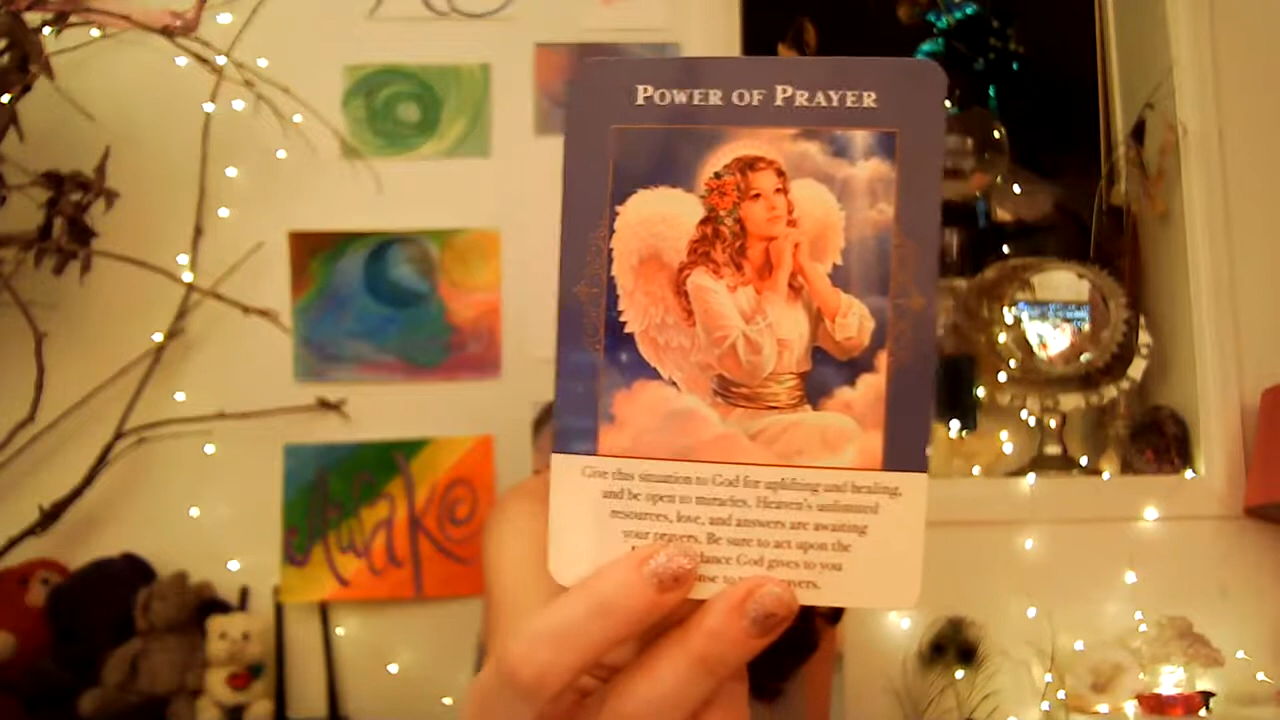 POWER OF PRAYER
Give this situation to God for uplifting and healing,
and be open to miracles. Heaven's unlimited
resources, love, and answers are awaiting
your prayers. Be sure to act upon the
God gives to you
Awake